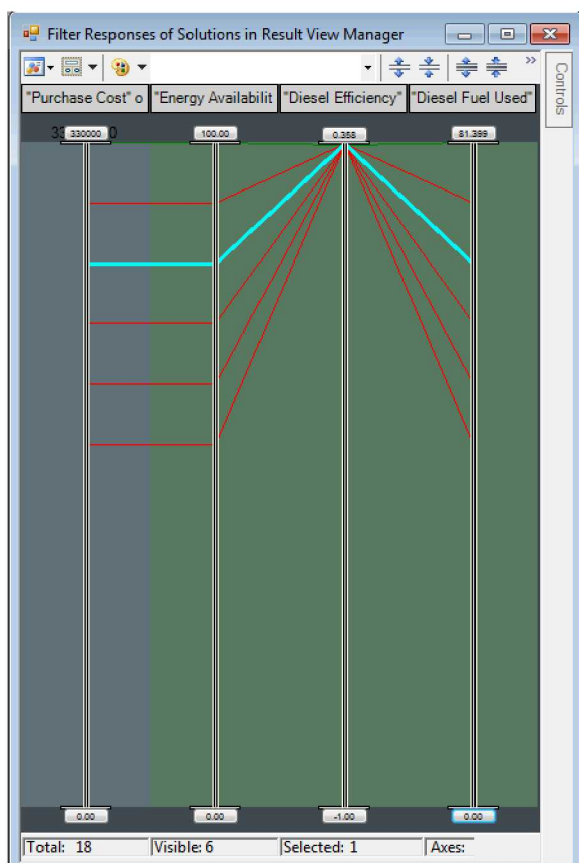 Filter Responses of Solutions in Result View Manager
"Purchase Cost" o "Energy Availabilit "Diesel Efficiency" "Diesel Fuel Used"
Controls
330000 100.00 0.358 81.399
0.00 0.00 -1.00 0.00
Total: 18 Visible: 6 Selected: 1 Axes: